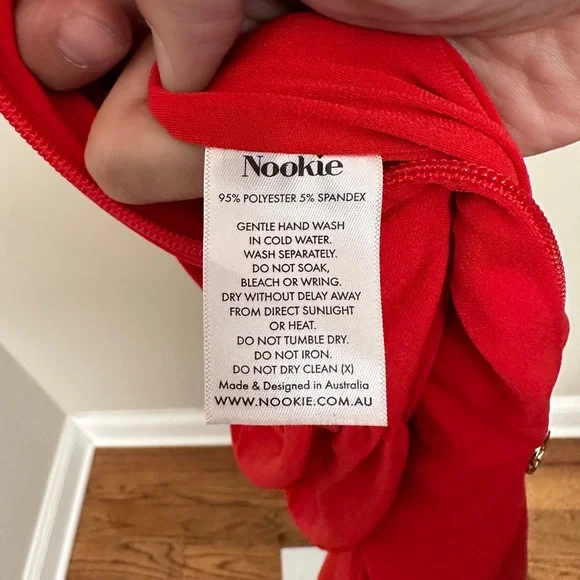 Nookie
95% POLYESTER 5% SPANDEX
GENTLE HAND WASH
IN COLD WATER.
WASH SEPARATELY.
DO NOT SOAK,
BLEACH OR WRING.
DRY WITHOUT DELAY AWAY
FROM DIRECT SUNLIGHT
OR HEAT.
DO NOT TUMBLE DRY.
DO NOT IRON.
DO NOT DRY CLEAN (X)
Made & Designed in Australia
WWW.NOOKIE.COM.AU